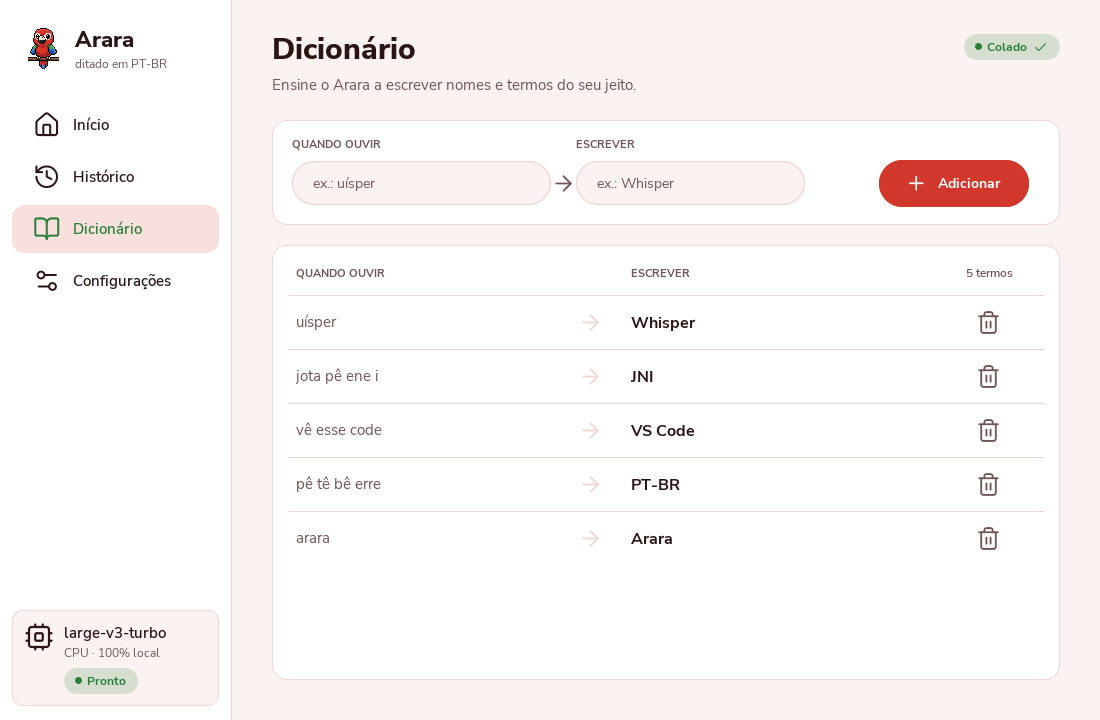 Arara
ditado em PT-BR
Início
Histórico
Dicionário
Configurações
large-v3-turbo
CPU · 100% local
Pronto
Dicionário
Colado
Ensine o Arara a escrever nomes e termos do seu jeito.
QUANDO OUVIR ESCREVER
ex.: uísper ex.: Whisper Adicionar
QUANDO OUVIR ESCREVER 5 termos
uísper Whisper
jota pê ene i JNI
vê esse code VS Code
pê tê bê erre PT-BR
arara Arara